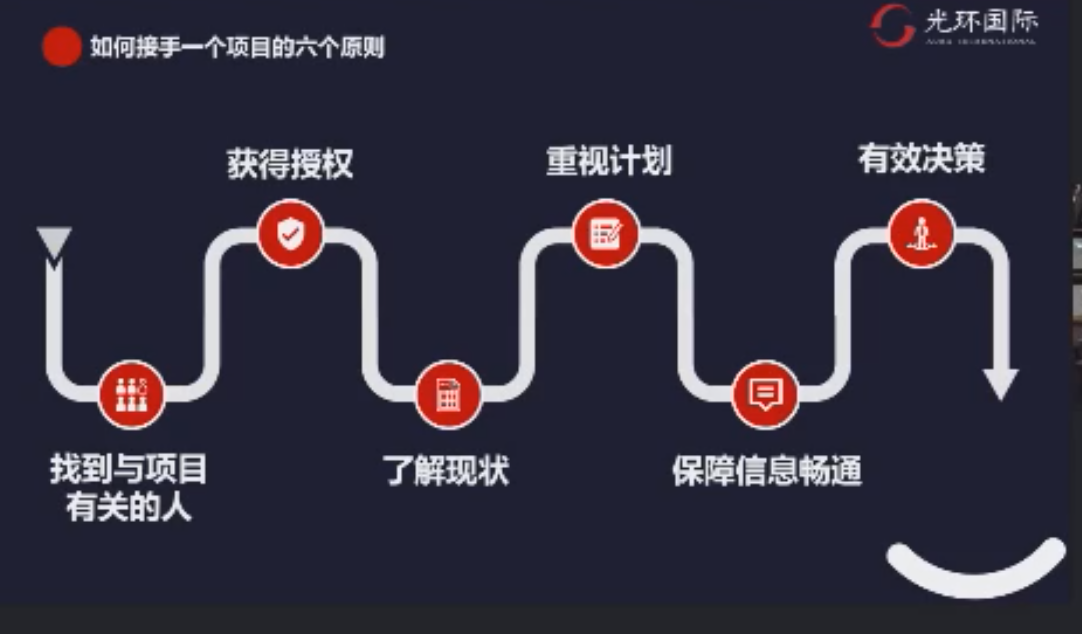 如何接手一个项目的六个原则
光环国际
AURA INTERNATIONAL
获得授权
重视计划
有效决策
找到与项目
有关的人
了解现状
保障信息畅通